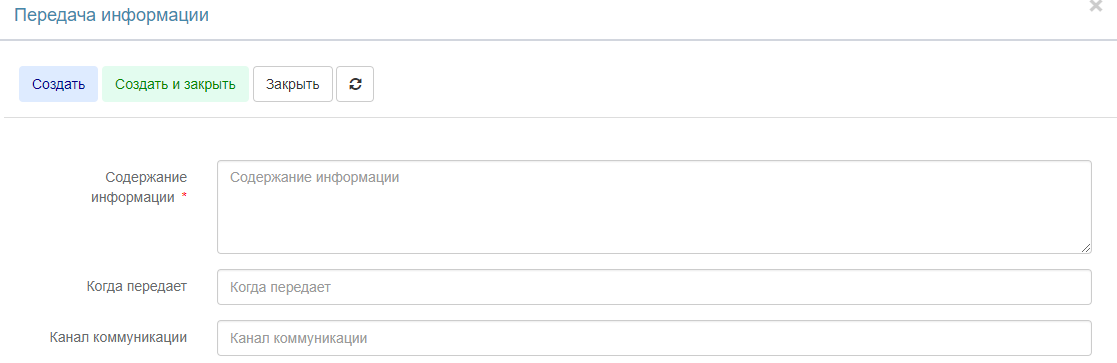 Передача информации
Создать Создать и закрыть Закрыть
Содержание информации *
Содержание информации
Когда передает Когда передает
Канал коммуникации Канал коммуникации